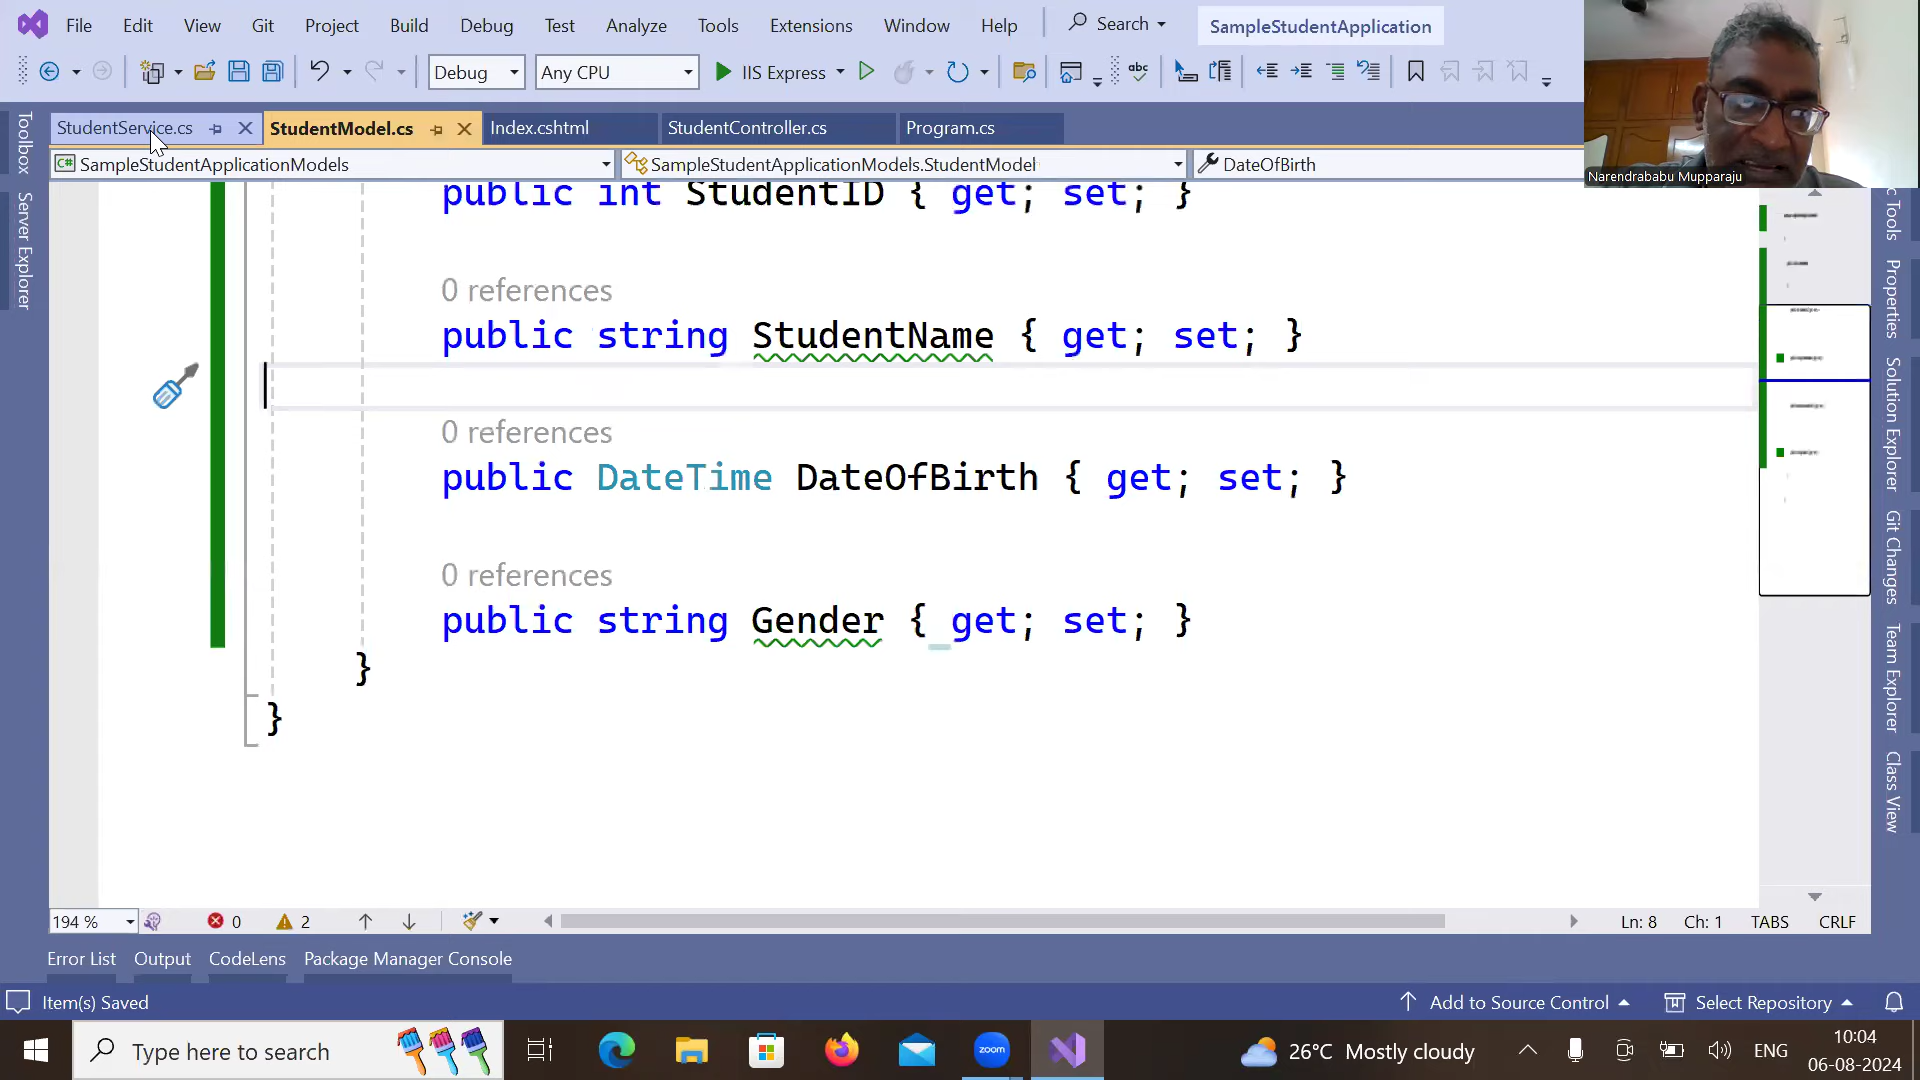 File Edit View Git Project Build Debug Test Analyze Tools Extensions Window Help Search SampleStudentApplication
Debug Any CPU IIS Express abc
StudentService.cs StudentModel.cs Index.cshtml StudentController.cs Program.cs
C# SampleStudentApplicationModels SampleStudentApplicationModels.StudentModel DateOfBirth
Narendrababu Mupparaju
Toolbox
Server Explorer
public int StudentID { get; set; }
0 references
public string StudentName { get; set; }
0 references
public DateTime DateOfBirth { get; set; }
0 references
public string Gender { get; set; }
}
}
Tools
Properties
Solution Explorer
Git Changes
Team Explorer
Class View
194 % 0 2 Ln: 8 Ch: 1 TABS CRLF
Error List Output CodeLens Package Manager Console
Item(s) Saved Add to Source Control Select Repository
Type here to search zoom 26°C Mostly cloudy ENG 10:04
06-08-2024